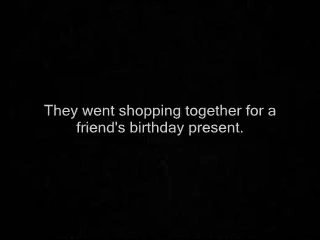 They went shopping together for a
friend's birthday present.